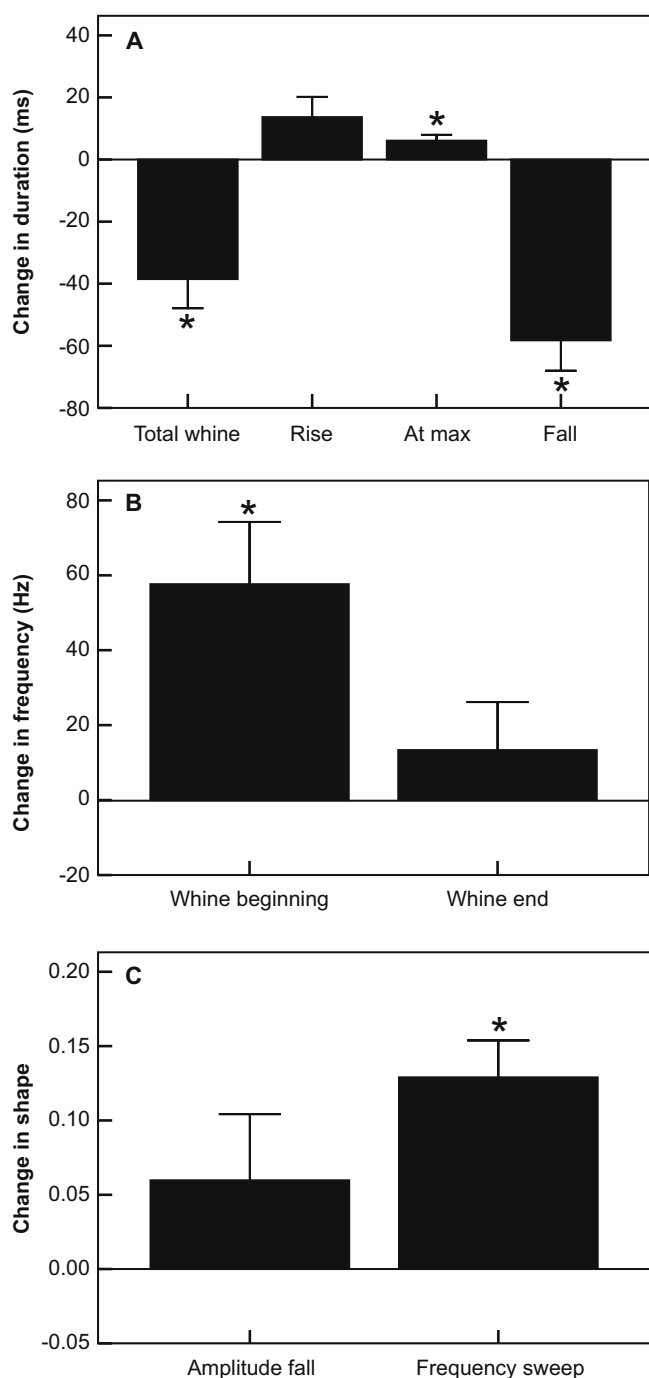 A
Change in duration (ms)
40
20
0
-20
-40
-60
-80
*
*
*
Total whine Rise At max Fall
B
Change in frequency (Hz)
80
60
40
20
0
-20
*
Whine beginning Whine end
C
Change in shape
0.20
0.15
0.10
0.05
0.00
-0.05
*
Amplitude fall Frequency sweep